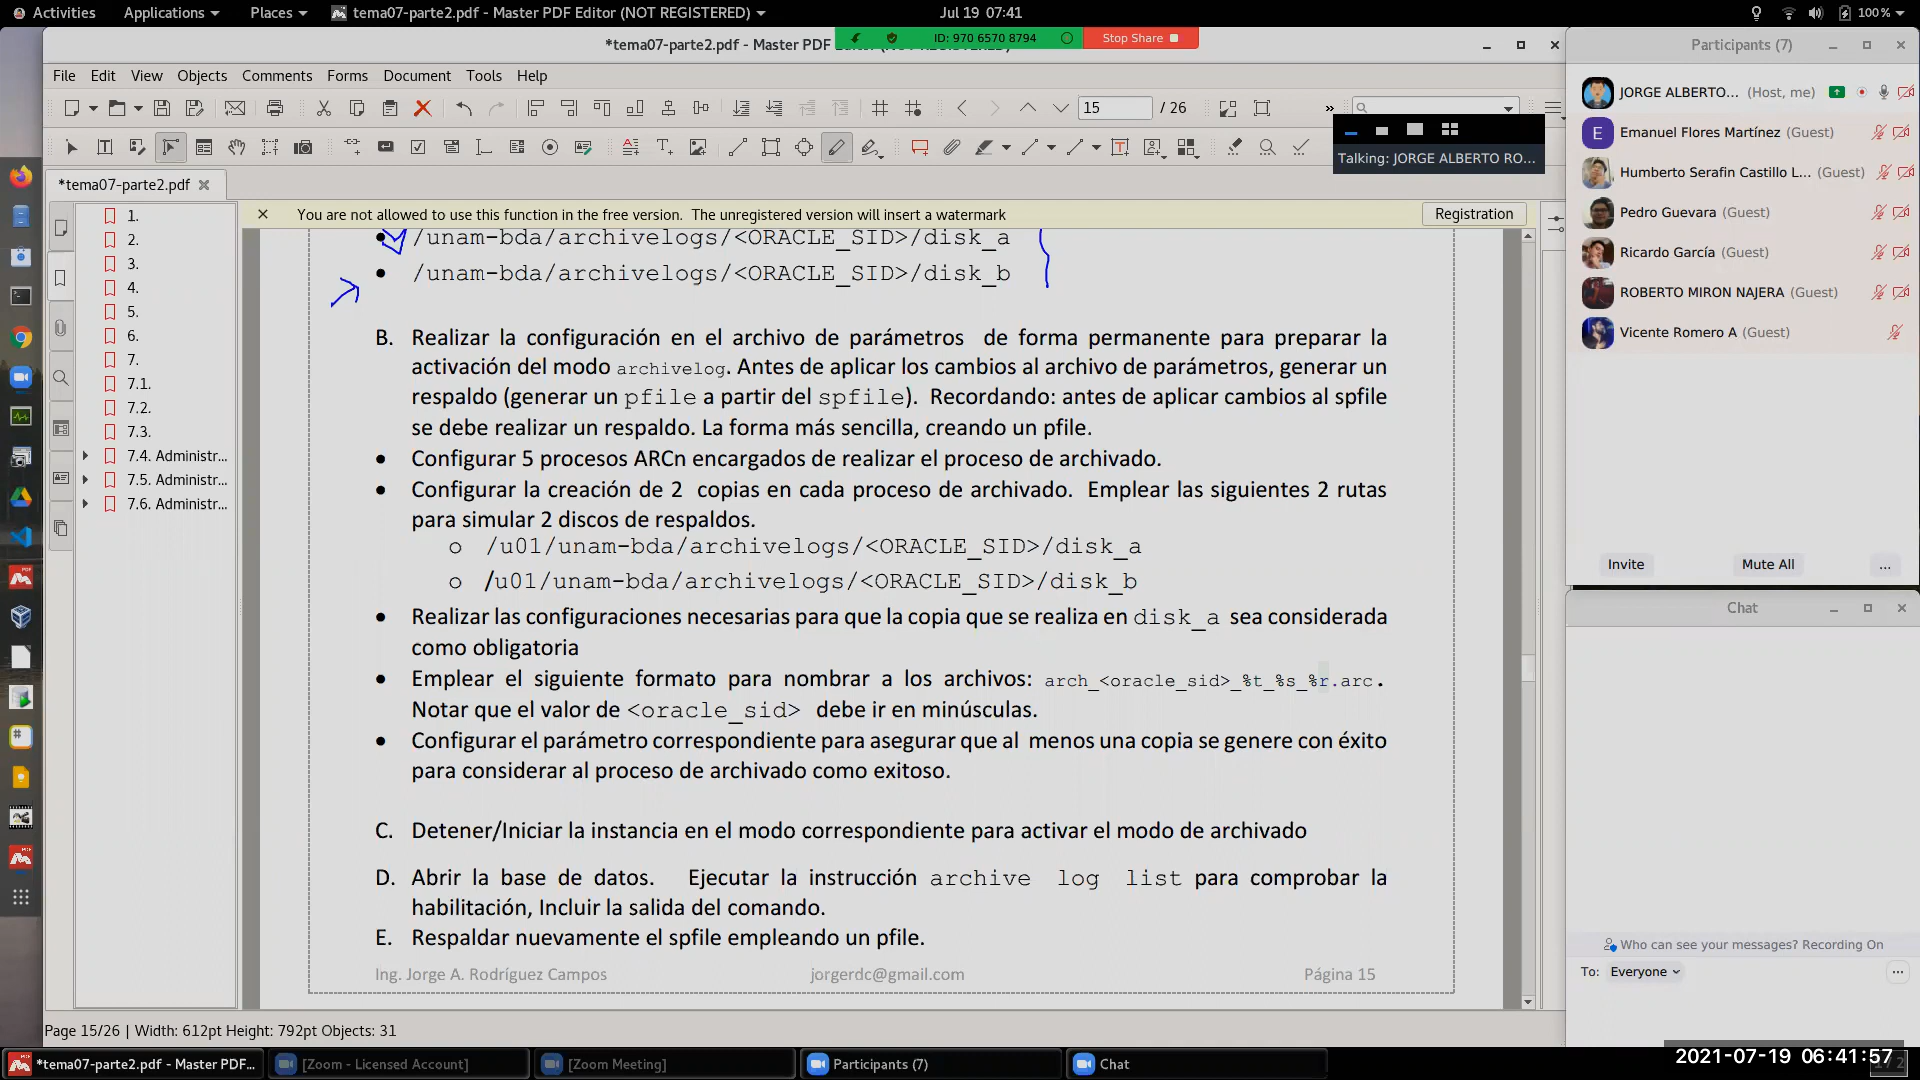 Activities Applications Places tema07-parte2.pdf - Master PDF Editor (NOT REGISTERED) Jul 19 07:41 100%
*tema07-parte2.pdf - Master PDF ID: 970 6570 8794 Stop Share
File Edit View Objects Comments Forms Document Tools Help
15 / 26
Talking: JORGE ALBERTO RO...
*tema07-parte2.pdf
You are not allowed to use this function in the free version. The unregistered version will insert a watermark Registration
1.
2.
3.
4.
5.
6.
7.
7.1.
7.2.
7.3.
7.4. Administr...
7.5. Administr...
7.6. Administr...
• /unam-bda/archivelogs/<ORACLE_SID>/disk_a
• /unam-bda/archivelogs/<ORACLE_SID>/disk_b
B. Realizar la configuración en el archivo de parámetros de forma permanente para preparar la
activación del modo archivelog. Antes de aplicar los cambios al archivo de parámetros, generar un
respaldo (generar un pfile a partir del spfile). Recordando: antes de aplicar cambios al spfile
se debe realizar un respaldo. La forma más sencilla, creando un pfile.
• Configurar 5 procesos ARCn encargados de realizar el proceso de archivado.
• Configurar la creación de 2 copias en cada proceso de archivado. Emplear las siguientes 2 rutas
para simular 2 discos de respaldos.
o /u01/unam-bda/archivelogs/<ORACLE_SID>/disk_a
o /u01/unam-bda/archivelogs/<ORACLE_SID>/disk_b
• Realizar las configuraciones necesarias para que la copia que se realiza en disk_a sea considerada
como obligatoria
• Emplear el siguiente formato para nombrar a los archivos: arch_<oracle_sid>_%t_%s_%r.arc.
Notar que el valor de <oracle_sid> debe ir en minúsculas.
• Configurar el parámetro correspondiente para asegurar que al menos una copia se genere con éxito
para considerar al proceso de archivado como exitoso.
C. Detener/Iniciar la instancia en el modo correspondiente para activar el modo de archivado
D. Abrir la base de datos. Ejecutar la instrucción archive log list para comprobar la
habilitación, Incluir la salida del comando.
E. Respaldar nuevamente el spfile empleando un pfile.
Ing. Jorge A. Rodríguez Campos jorgerdc@gmail.com Página 15
Page 15/26 | Width: 612pt Height: 792pt Objects: 31
Participants (7)
JORGE ALBERTO... (Host, me)
E Emanuel Flores Martínez (Guest)
Humberto Serafin Castillo L... (Guest)
Pedro Guevara (Guest)
Ricardo García (Guest)
ROBERTO MIRON NAJERA (Guest)
Vicente Romero A (Guest)
Invite Mute All ...
Chat
Who can see your messages? Recording On
To: Everyone
*tema07-parte2.pdf - Master PDF... [Zoom - Licensed Account] [Zoom Meeting] Participants (7) Chat
2021-07-19 06:41:57